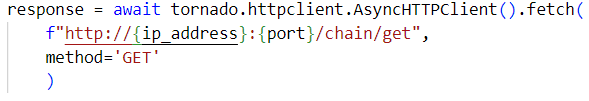 response = await tornado.httpclient.AsyncHTTPClient().fetch(
    f"http://{ip_address}:{port}/chain/get",
    method='GET'
    )